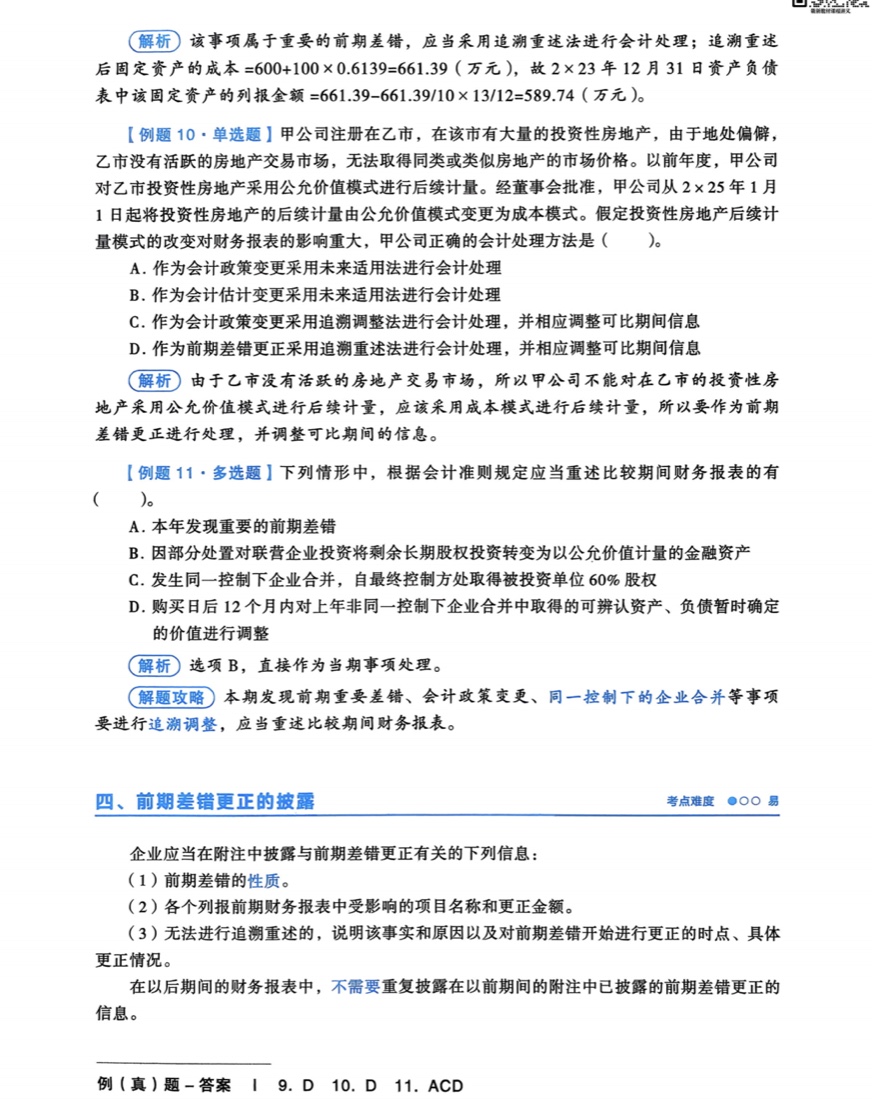 解析 该事项属于重要的前期差错，应当采用追溯重述法进行会计处理；追溯重述
后固定资产的成本 =600+100×0.6139=661.39（万元），故 2×23 年 12 月 31 日资产负债
表中该固定资产的列报金额 =661.39-661.39/10×13/12=589.74（万元）。
【例题 10·单选题】甲公司注册在乙市，在该市有大量的投资性房地产，由于地处偏僻，
乙市没有活跃的房地产交易市场，无法取得同类或类似房地产的市场价格。以前年度，甲公司
对乙市投资性房地产采用公允价值模式进行后续计量。经董事会批准，甲公司从 2×25 年 1 月
1 日起将投资性房地产的后续计量由公允价值模式变更为成本模式。假定投资性房地产后续计
量模式的改变对财务报表的影响重大，甲公司正确的会计处理方法是（　　）。
A. 作为会计政策变更采用未来适用法进行会计处理
B. 作为会计估计变更采用未来适用法进行会计处理
C. 作为会计政策变更采用追溯调整法进行会计处理，并相应调整可比期间信息
D. 作为前期差错更正采用追溯重述法进行会计处理，并相应调整可比期间信息
解析 由于乙市没有活跃的房地产交易市场，所以甲公司不能对在乙市的投资性房
地产采用公允价值模式进行后续计量，应该采用成本模式进行后续计量，所以要作为前期
差错更正进行处理，并调整可比期间的信息。
【例题 11·多选题】下列情形中，根据会计准则规定应当重述比较期间财务报表的有
（　　）。
A. 本年发现重要的前期差错
B. 因部分处置对联营企业投资将剩余长期股权投资转变为以公允价值计量的金融资产
C. 发生同一控制下企业合并，自最终控制方处取得被投资单位 60% 股权
D. 购买日后 12 个月内对上年非同一控制下企业合并中取得的可辨认资产、负债暂时确定
的价值进行调整
解析 选项 B，直接作为当期事项处理。
解题攻略 本期发现前期重要差错、会计政策变更、同一控制下的企业合并等事项
要进行追溯调整，应当重述比较期间财务报表。
四、前期差错更正的披露 考点难度 ●○○ 易
企业应当在附注中披露与前期差错更正有关的下列信息：
（1）前期差错的性质。
（2）各个列报前期财务报表中受影响的项目名称和更正金额。
（3）无法进行追溯重述的，说明该事实和原因以及对前期差错开始进行更正的时点、具体
更正情况。
在以后期间的财务报表中，不需要重复披露在以前期间的附注中已披露的前期差错更正的
信息。
例（真）题-答案 | 9. D 10. D 11. ACD